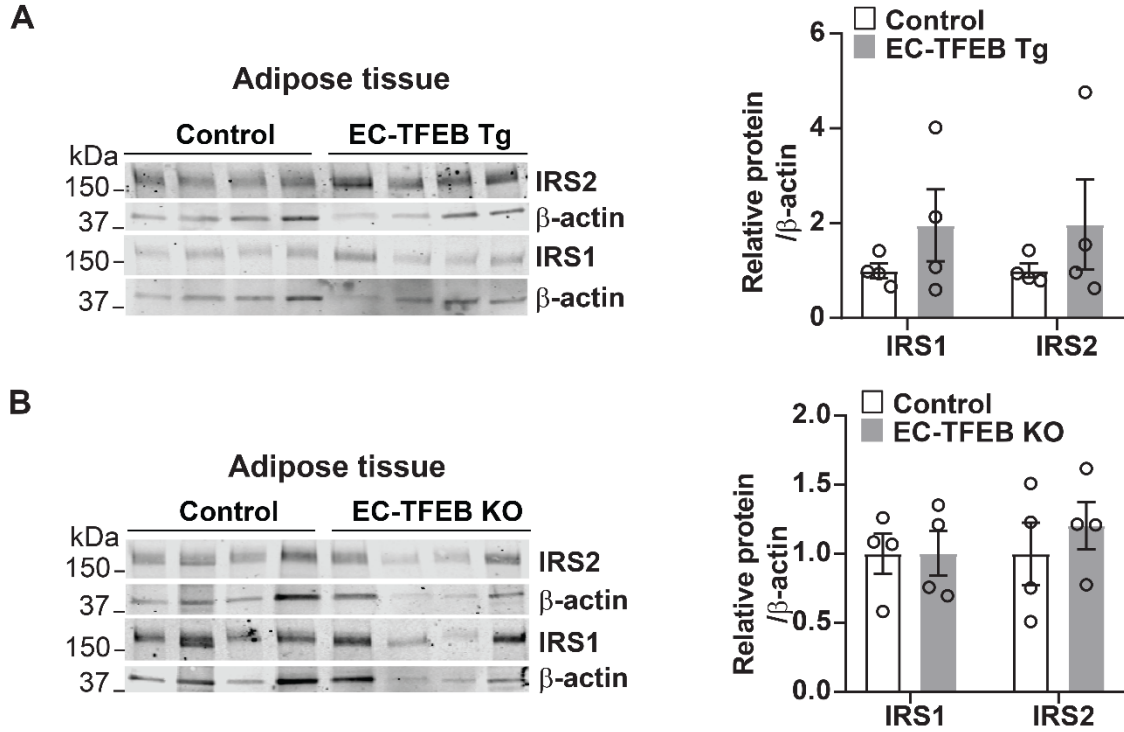 A
Adipose tissue
Control EC-TFEB Tg
kDa
150 IRS2
37 β-actin
150 IRS1
37 β-actin
Control
EC-TFEB Tg
Relative protein
/β-actin
6
4
2
0
IRS1 IRS2
B
Adipose tissue
Control EC-TFEB KO
kDa
150 IRS2
37 β-actin
150 IRS1
37 β-actin
Control
EC-TFEB KO
Relative protein
/β-actin
2.0
1.5
1.0
0.5
0.0
IRS1 IRS2